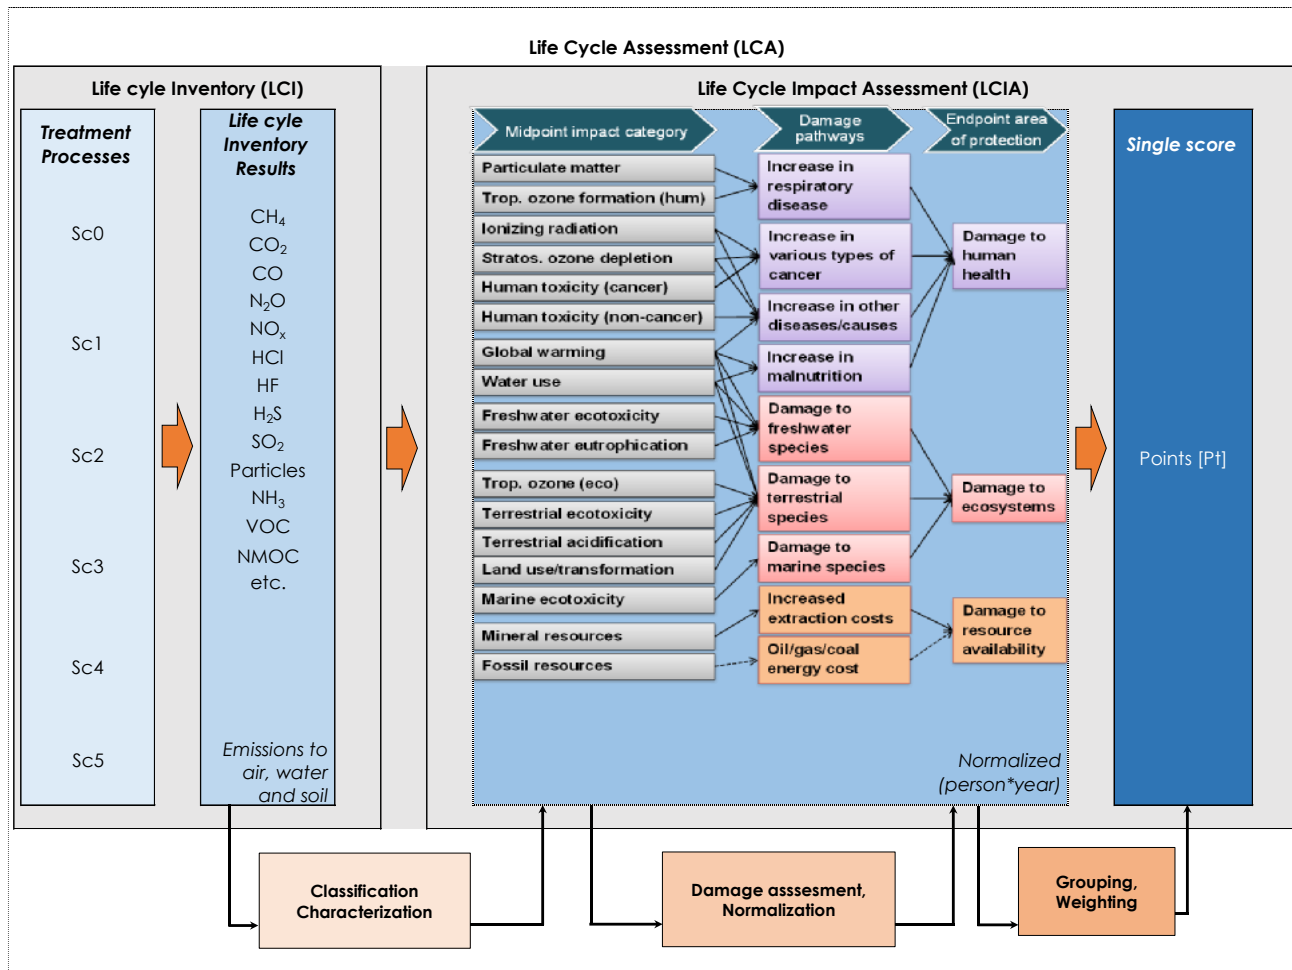 Life Cycle Assessment (LCA)
Life cyle Inventory (LCI)
Treatment
Processes
Sc0
Sc1
Sc2
Sc3
Sc4
Sc5
Life cyle
Inventory
Results
CH₄
CO₂
CO
N₂O
NOₓ
HCl
HF
H₂S
SO₂
Particles
NH₃
VOC
NMOC
etc.
Emissions to
air, water
and soil
Life Cycle Impact Assessment (LCIA)
Midpoint impact category
Particulate matter
Trop. ozone formation (hum)
Ionizing radiation
Stratos. ozone depletion
Human toxicity (cancer)
Human toxicity (non-cancer)
Global warming
Water use
Freshwater ecotoxicity
Freshwater eutrophication
Trop. ozone (eco)
Terrestrial ecotoxicity
Terrestrial acidification
Land use/transformation
Marine ecotoxicity
Mineral resources
Fossil resources
Damage
pathways
Increase in
respiratory
disease
Increase in
various types of
cancer
Increase in other
diseases/causes
Increase in
malnutrition
Damage to
freshwater
species
Damage to
terrestrial
species
Damage to
marine species
Increased
extraction costs
Oil/gas/coal
energy cost
Endpoint area
of protection
Damage to
human
health
Damage to
ecosystems
Damage to
resource
availability
Normalized
(person*year)
Single score
Points [Pt]
Classification
Characterization
Damage asssesment,
Normalization
Grouping,
Weighting